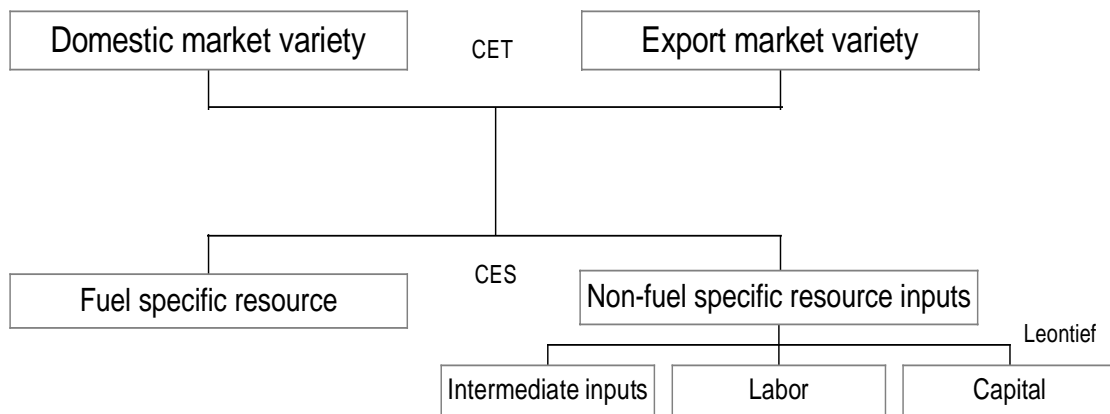 Domestic market variety
CET
Export market variety
Fuel specific resource
CES
Non-fuel specific resource inputs
Leontief
Intermediate inputs
Labor
Capital